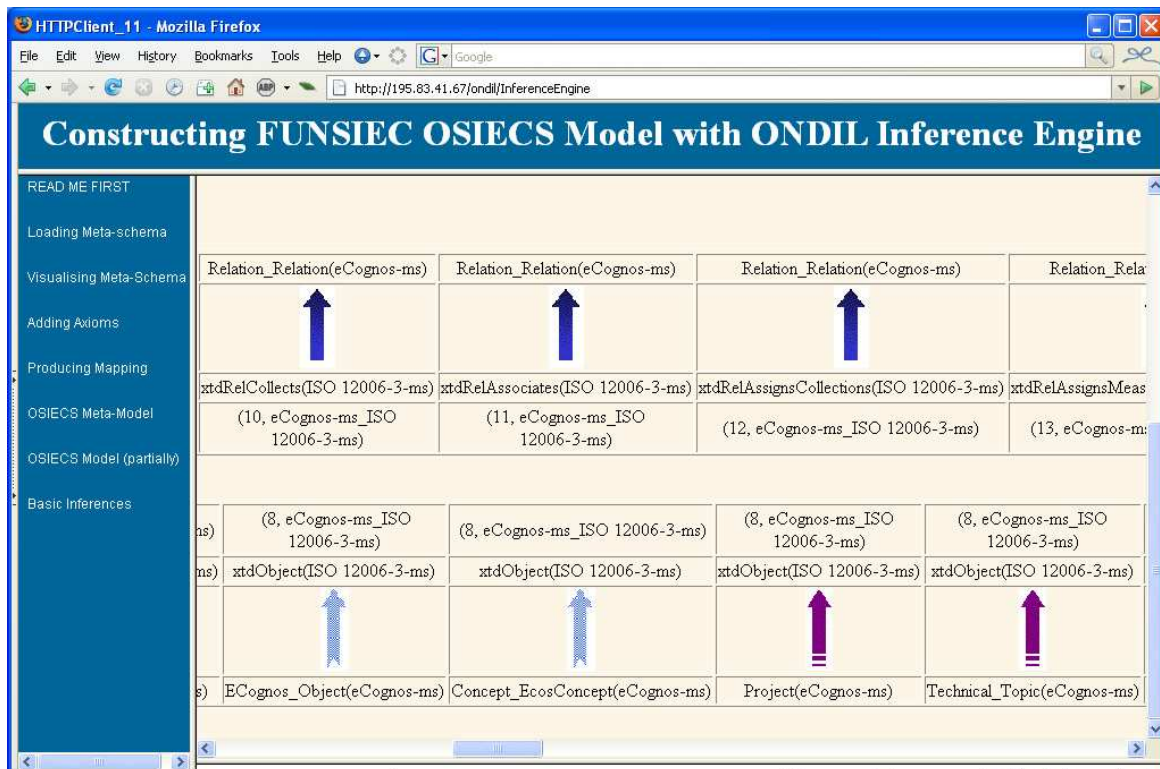 HTTPClient_11 - Mozilla Firefox
File Edit View History Bookmarks Tools Help G Google
ABP http://195.83.41.67/ondil/InferenceEngine
Constructing FUNSIEC OSIECS Model with ONDIL Inference Engine
READ ME FIRST
Loading Meta-schema
Visualising Meta-Schema
Adding Axioms
Producing Mapping
OSIECS Meta-Model
OSIECS Model (partially)
Basic Inferences
Relation_Relation(eCognos-ms) Relation_Relation(eCognos-ms) Relation_Relation(eCognos-ms) Relation_Rela
xtdRelCollects(ISO 12006-3-ms) xtdRelAssociates(ISO 12006-3-ms) xtdRelAssignsCollections(ISO 12006-3-ms) xtdRelAssignsMeas
(10, eCognos-ms_ISO
12006-3-ms)
(11, eCognos-ms_ISO
12006-3-ms)
(12, eCognos-ms_ISO 12006-3-ms)
(13, eCognos-m
ns)
(8, eCognos-ms_ISO
12006-3-ms)
(8, eCognos-ms_ISO 12006-3-ms)
(8, eCognos-ms_ISO
12006-3-ms)
(8, eCognos-ms_ISO
12006-3-ms)
ms) xtdObject(ISO 12006-3-ms) xtdObject(ISO 12006-3-ms) xtdObject(ISO 12006-3-ms) xtdObject(ISO 12006-3-ms)
s) ECognos_Object(eCognos-ms) Concept_EcosConcept(eCognos-ms) Project(eCognos-ms) Technical_Topic(eCognos-ms)